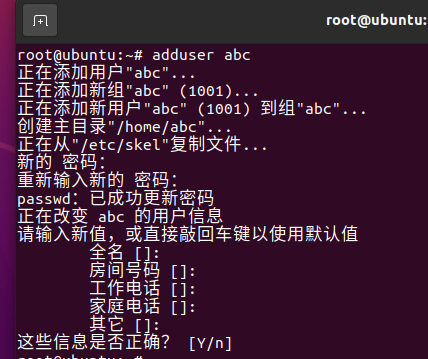 root@ubuntu:
root@ubuntu:~# adduser abc
正在添加用户"abc"...
正在添加新组"abc" (1001)...
正在添加新用户"abc" (1001) 到组"abc"...
创建主目录"/home/abc"...
正在从"/etc/skel"复制文件...
新的 密码：
重新输入新的 密码：
passwd：已成功更新密码
正在改变 abc 的用户信息
请输入新值，或直接敲回车键以使用默认值
全名 []:
房间号码 []:
工作电话 []:
家庭电话 []:
其它 []:
这些信息是否正确？ [Y/n]
root@ubuntu:~#